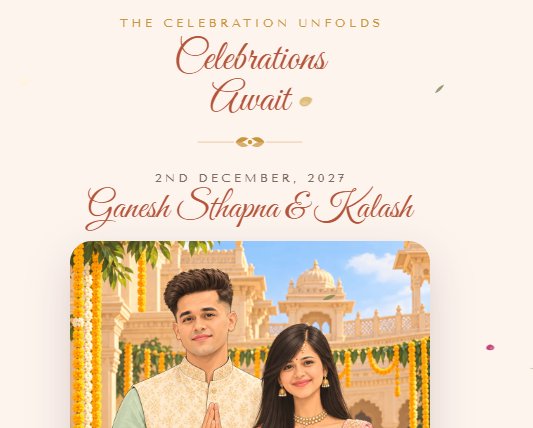 THE CELEBRATION UNFOLDS
Celebrations
Await
2ND DECEMBER, 2027
Ganesh Sthapna & Kalash